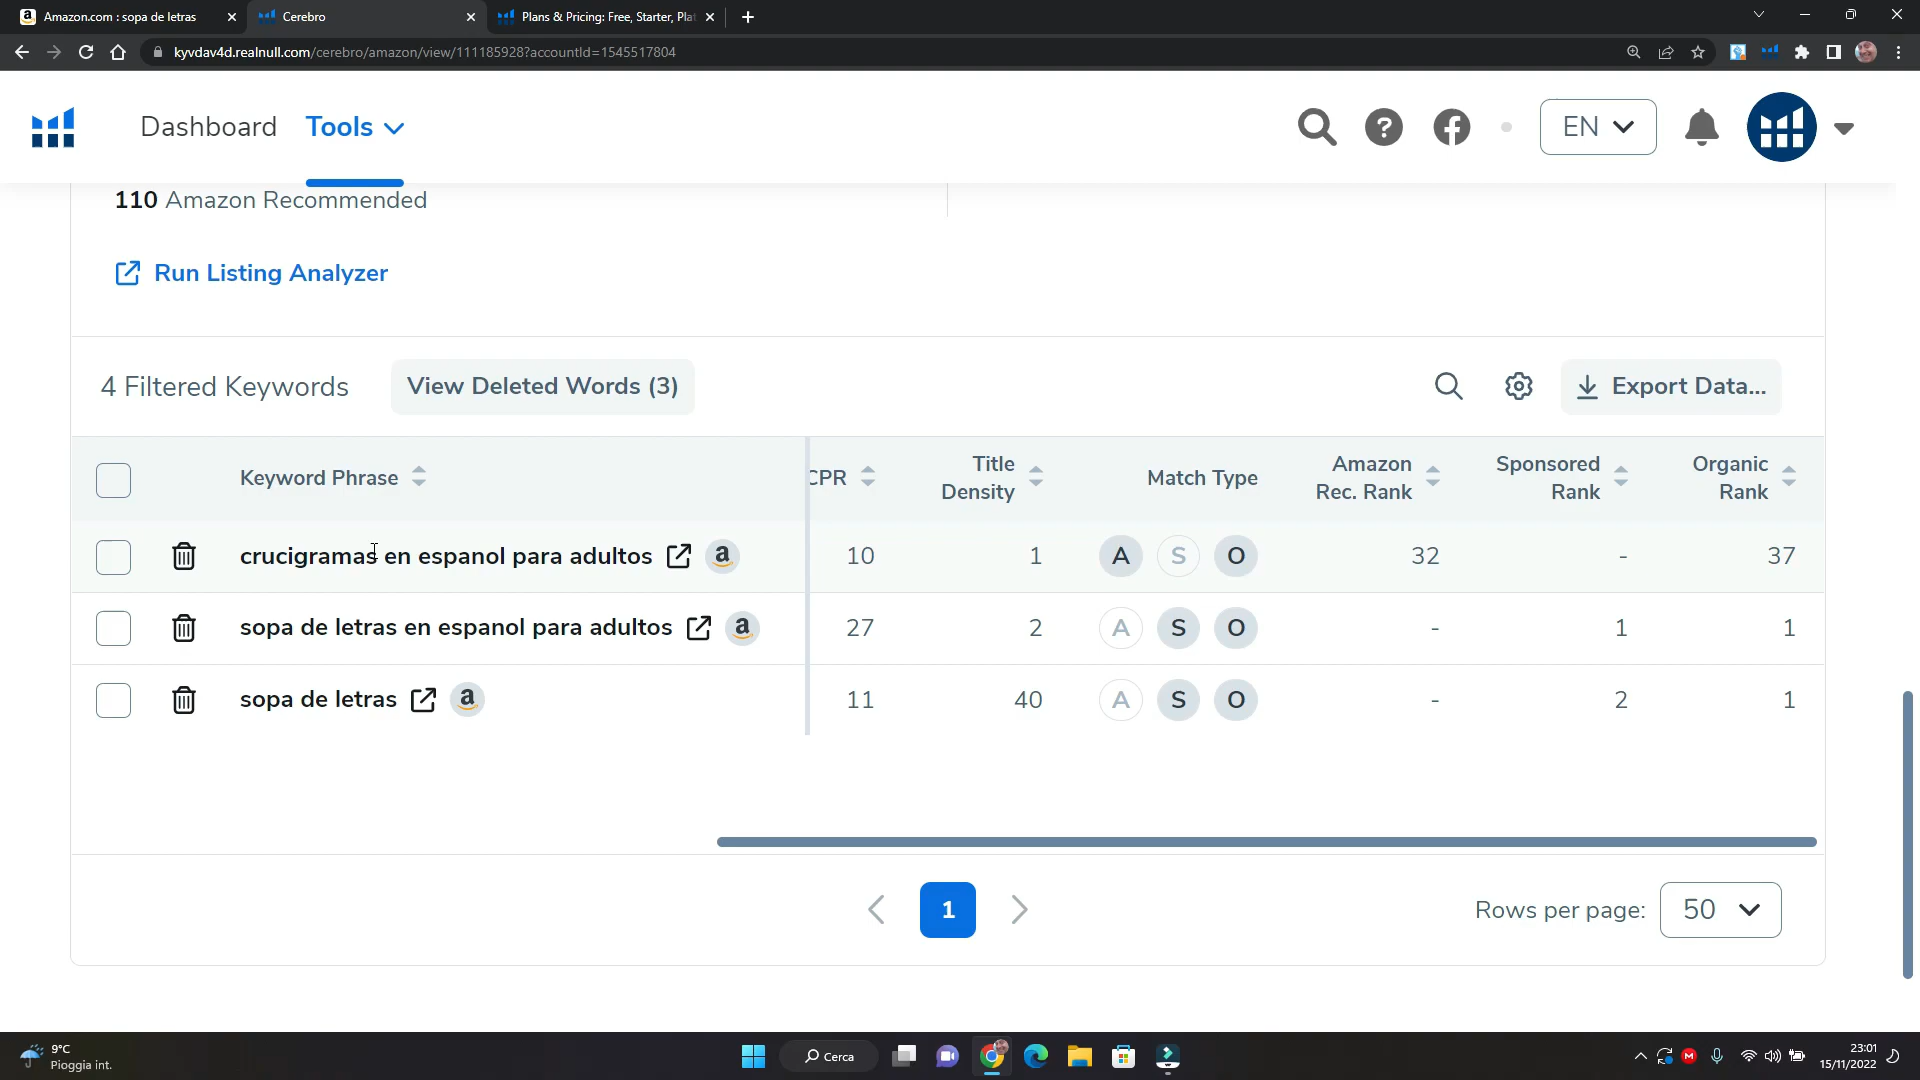 Amazon.com : sopa de letras
Cerebro
Plans & Pricing: Free, Starter, Plat
kyvdav4d.realnull.com/cerebro/amazon/view/111185928?accountId=1545517804
Dashboard Tools
EN
110 Amazon Recommended
Run Listing Analyzer
4 Filtered Keywords View Deleted Words (3) Export Data...
Keyword Phrase CPR Title Density Match Type Amazon Rec. Rank Sponsored Rank Organic Rank
crucigramas en espanol para adultos a 10 1 A S O 32 - 37
sopa de letras en espanol para adultos a 27 2 A S O - 1 1
sopa de letras a 11 40 A S O - 2 1
1 Rows per page: 50
9°C
Pioggia int.
Cerca
23:01
15/11/2022